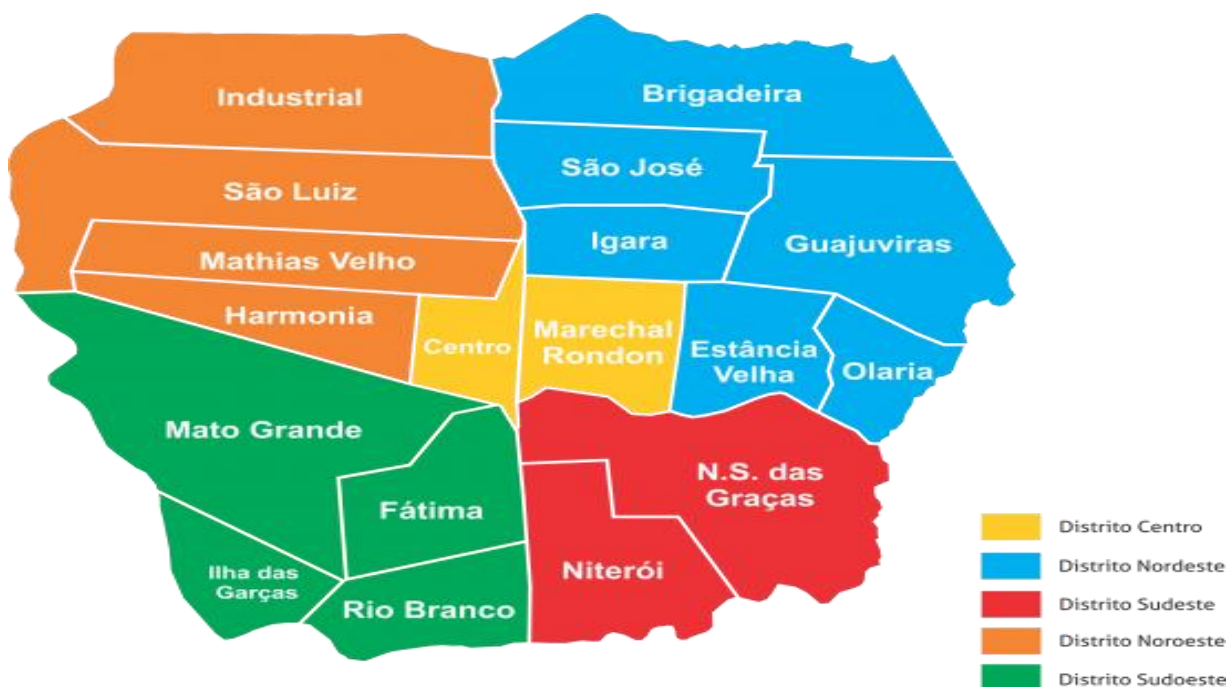 Industrial
Brigadeira
São José
São Luiz
Igara
Guajuviras
Mathias Velho
Harmonia
Centro
Marechal
Rondon
Estância
Velha
Olaria
Mato Grande
N.S. das
Graças
Fátima
Niterói
Ilha das
Garças
Rio Branco
Distrito Centro
Distrito Nordeste
Distrito Sudeste
Distrito Noroeste
Distrito Sudoeste